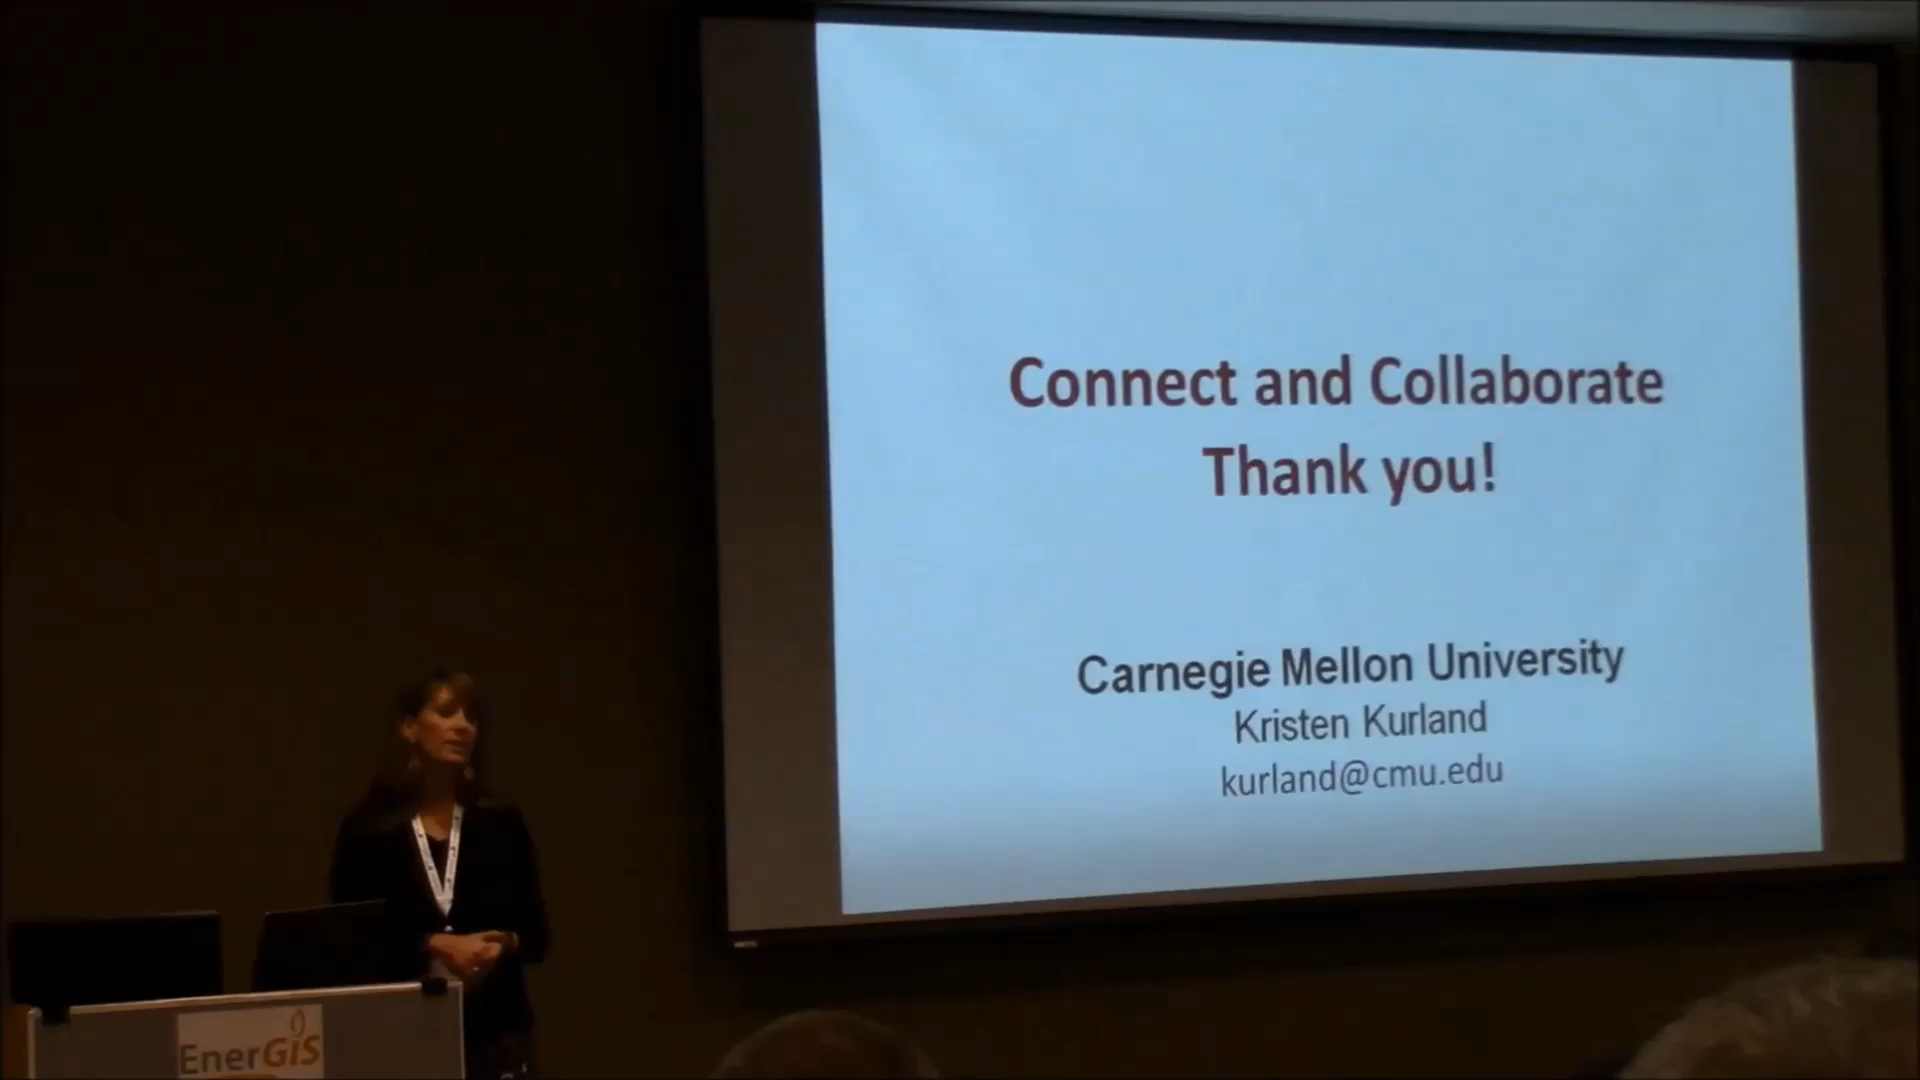 Connect and Collaborate
Thank you!
Carnegie Mellon University
Kristen Kurland
kurland@cmu.edu
EnerGIS